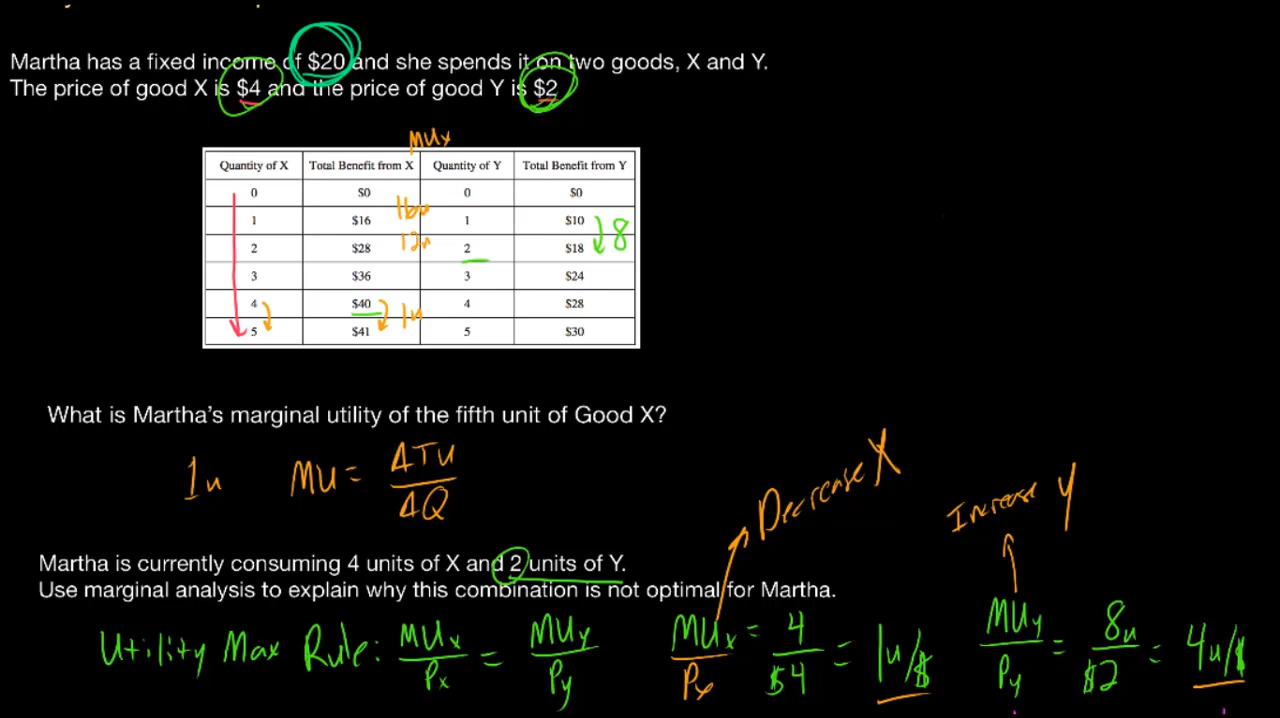 Martha has a fixed income of $20 and she spends it on two goods, X and Y.
The price of good X is $4 and the price of good Y is $2
MUx
Quantity of X Total Benefit from X Quantity of Y Total Benefit from Y
0 $0 0 $0
1 $16 16u 1 $10
2 $28 12u 2 $18 8
3 $36 3 $24
4 $40 4 $28
5 $41 1u 5 $30
What is Martha's marginal utility of the fifth unit of Good X?
1u MU = ΔTU / ΔQ
Decrease X
Increase Y
Martha is currently consuming 4 units of X and 2 units of Y.
Use marginal analysis to explain why this combination is not optimal for Martha.
Utility Max Rule: MUx / Px = MUy / Py MUx / Px = 4 / $4 = 1u/$ MUy / Py = 8u / $2 = 4u/$